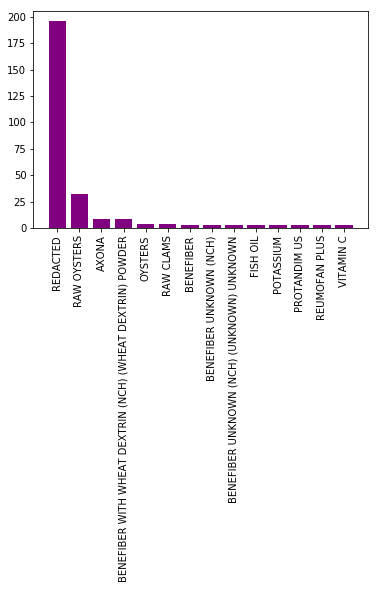 200
175
150
125
100
75
50
25
0
REDACTED
RAW OYSTERS
AXONA
BENEFIBER WITH WHEAT DEXTRIN (NCH) (WHEAT DEXTRIN) POWDER
OYSTERS
RAW CLAMS
BENEFIBER
BENEFIBER UNKNOWN (NCH)
BENEFIBER UNKNOWN (NCH) (UNKNOWN) UNKNOWN
FISH OIL
POTASSIUM
PROTANDIM US
REUMOFAN PLUS
VITAMIN C